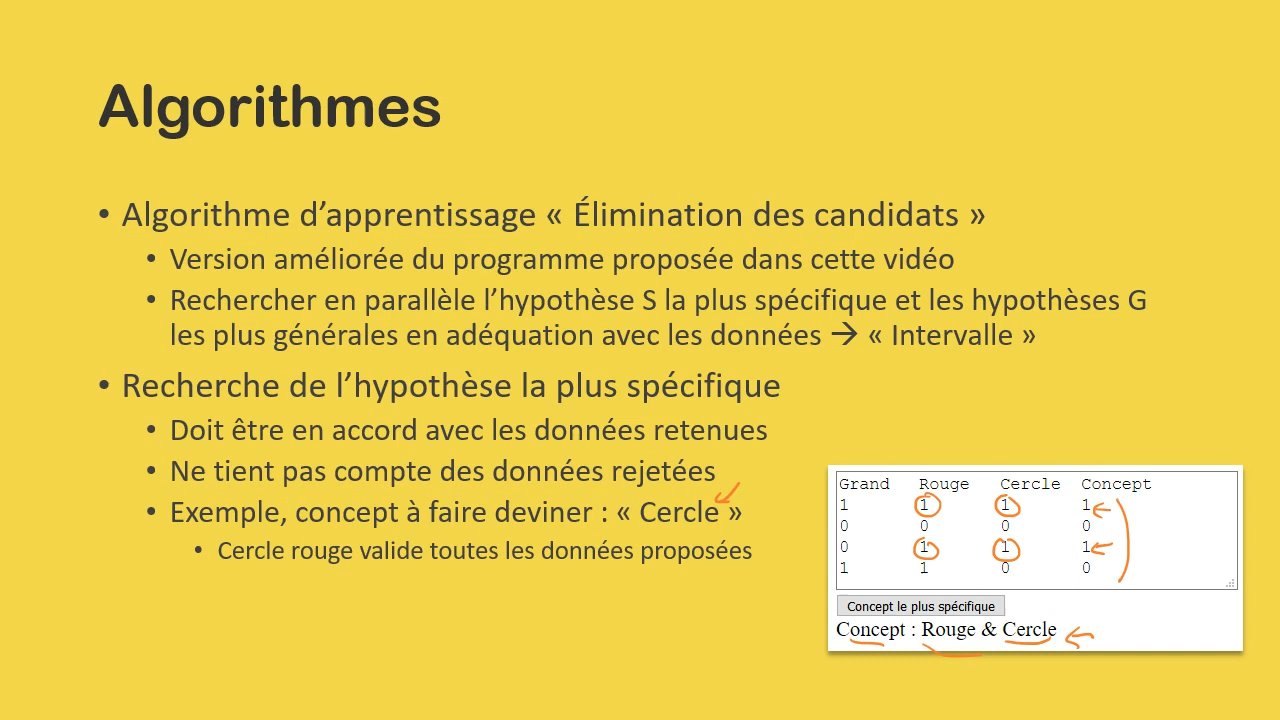 Algorithmes
• Algorithme d’apprentissage « Élimination des candidats »
• Version améliorée du programme proposée dans cette vidéo
• Rechercher en parallèle l’hypothèse S la plus spécifique et les hypothèses G
les plus générales en adéquation avec les données → « Intervalle »
• Recherche de l’hypothèse la plus spécifique
• Doit être en accord avec les données retenues
• Ne tient pas compte des données rejetées
• Exemple, concept à faire deviner : « Cercle »
• Cercle rouge valide toutes les données proposées
Grand Rouge Cercle Concept
1 1 1 1
0 0 0 0
0 1 1 1
1 1 0 0
Concept le plus spécifique
Concept : Rouge & Cercle